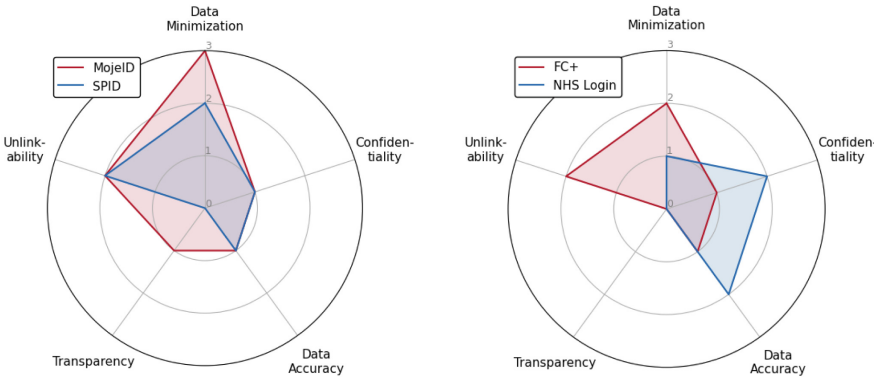 Data
Minimization
3
MojeID
SPID
2
Unlink-
ability
Confiden-
tiality
1
0
Transparency
Data
Accuracy
Data
Minimization
3
FC+
NHS Login
2
Unlink-
ability
Confiden-
tiality
1
0
Transparency
Data
Accuracy